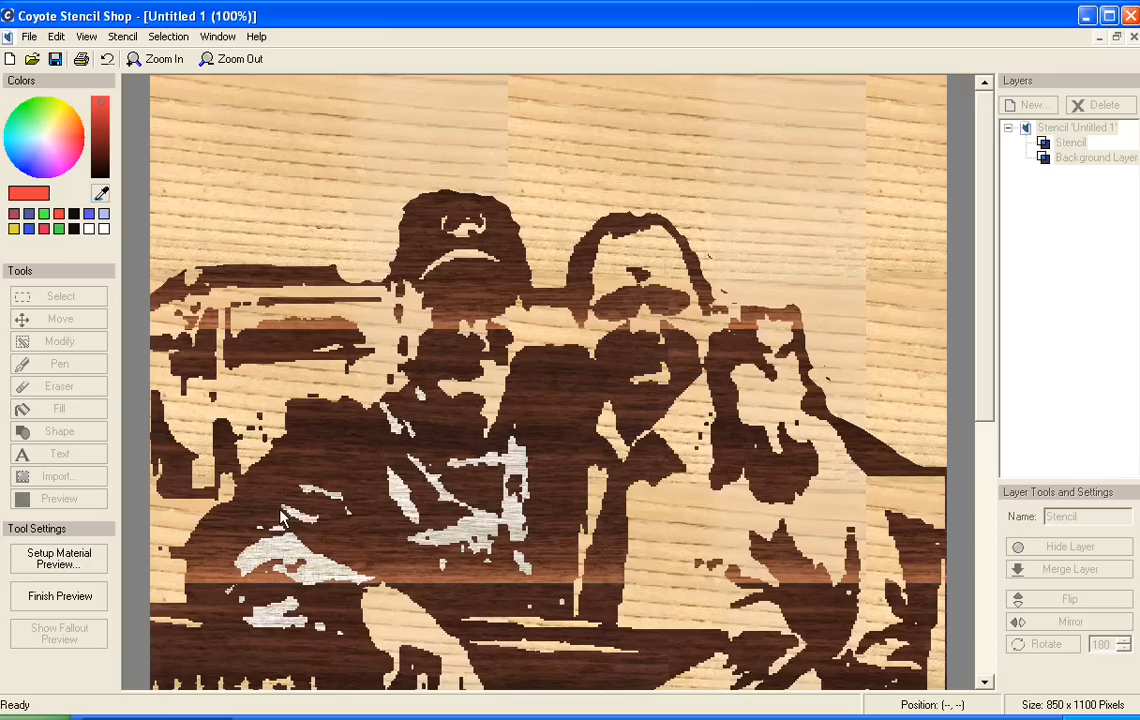 Coyote Stencil Shop - [Untitled 1 (100%)]
File Edit View Stencil Selection Window Help
Zoom In Zoom Out
Colors
Tools
Select
Move
Modify
Pen
Eraser
Fill
Shape
Text
Import...
Preview
Tool Settings
Setup Material
Preview...
Finish Preview
Show Fallout
Preview
Layers
New... Delete
Stencil 'Untitled 1'
Stencil
Background Layer
Layer Tools and Settings
Name: Stencil
Hide Layer
Merge Layer
Flip
Mirror
Rotate 180
Ready Position: (--, --) Size: 850 x 1100 Pixels